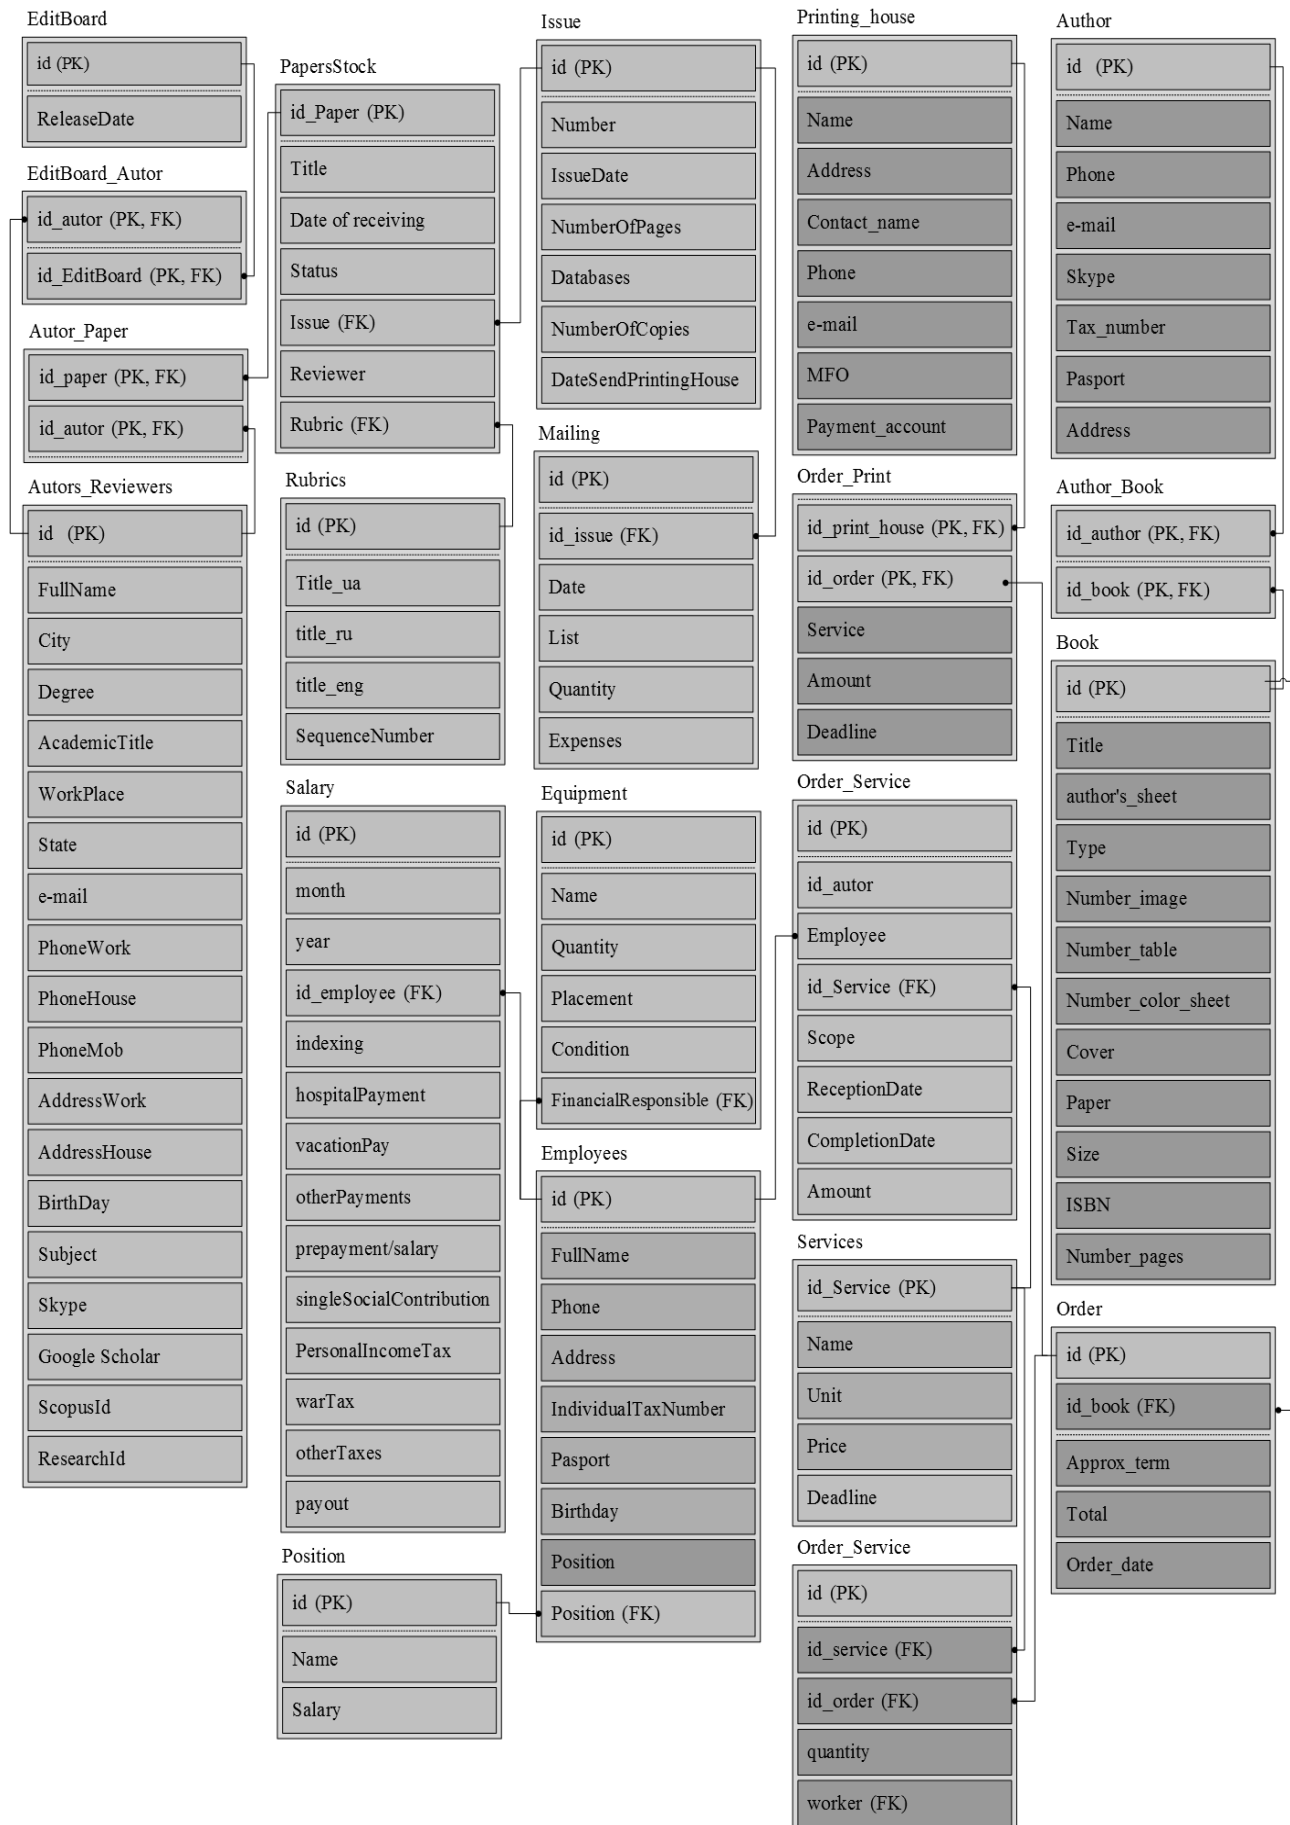 EditBoard
id (PK)
ReleaseDate
EditBoard_Autor
id_autor (PK, FK)
id_EditBoard (PK, FK)
Autor_Paper
id_paper (PK, FK)
id_autor (PK, FK)
Autors_Reviewers
id (PK)
FullName
City
Degree
AcademicTitle
WorkPlace
State
e-mail
PhoneWork
PhoneHouse
PhoneMob
AddressWork
AddressHouse
BirthDay
Subject
Skype
Google Scholar
ScopusId
ResearchId
PapersStock
id_Paper (PK)
Title
Date of receiving
Status
Issue (FK)
Reviewer
Rubric (FK)
Rubrics
id (PK)
Title_ua
title_ru
title_eng
SequenceNumber
Salary
id (PK)
month
year
id_employee (FK)
indexing
hospitalPayment
vacationPay
otherPayments
prepayment/salary
singleSocialContribution
PersonalIncomeTax
warTax
otherTaxes
payout
Position
id (PK)
Name
Salary
Issue
id (PK)
Number
IssueDate
NumberOfPages
Databases
NumberOfCopies
DateSendPrintingHouse
Mailing
id (PK)
id_issue (FK)
Date
List
Quantity
Expenses
Equipment
id (PK)
Name
Quantity
Placement
Condition
FinancialResponsible (FK)
Employees
id (PK)
FullName
Phone
Address
IndividualTaxNumber
Pasport
Birthday
Position
Position (FK)
Printing_house
id (PK)
Name
Address
Contact_name
Phone
e-mail
MFO
Payment_account
Order_Print
id_print_house (PK, FK)
id_order (PK, FK)
Service
Amount
Deadline
Order_Service
id (PK)
id_autor
Employee
id_Service (FK)
Scope
ReceptionDate
CompletionDate
Amount
Services
id_Service (PK)
Name
Unit
Price
Deadline
Order_Service
id (PK)
id_service (FK)
id_order (FK)
quantity
worker (FK)
Author
id (PK)
Name
Phone
e-mail
Skype
Tax_number
Pasport
Address
Author_Book
id_author (PK, FK)
id_book (PK, FK)
Book
id (PK)
Title
author's_sheet
Type
Number_image
Number_table
Number_color_sheet
Cover
Paper
Size
ISBN
Number_pages
Order
id (PK)
id_book (FK)
Approx_term
Total
Order_date